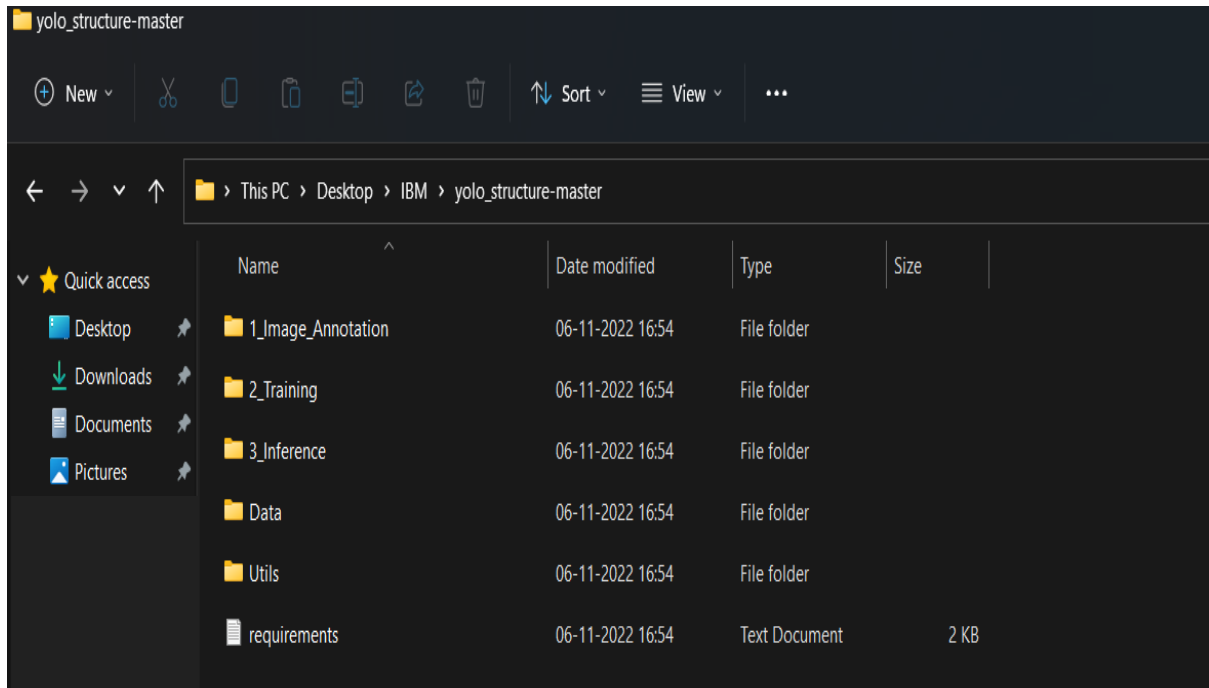 yolo_structure-master
New Sort View •••
This PC > Desktop > IBM > yolo_structure-master
Name Date modified Type Size
Quick access
Desktop
Downloads
Documents
Pictures
1_Image_Annotation 06-11-2022 16:54 File folder
2_Training 06-11-2022 16:54 File folder
3_Inference 06-11-2022 16:54 File folder
Data 06-11-2022 16:54 File folder
Utils 06-11-2022 16:54 File folder
requirements 06-11-2022 16:54 Text Document 2 KB